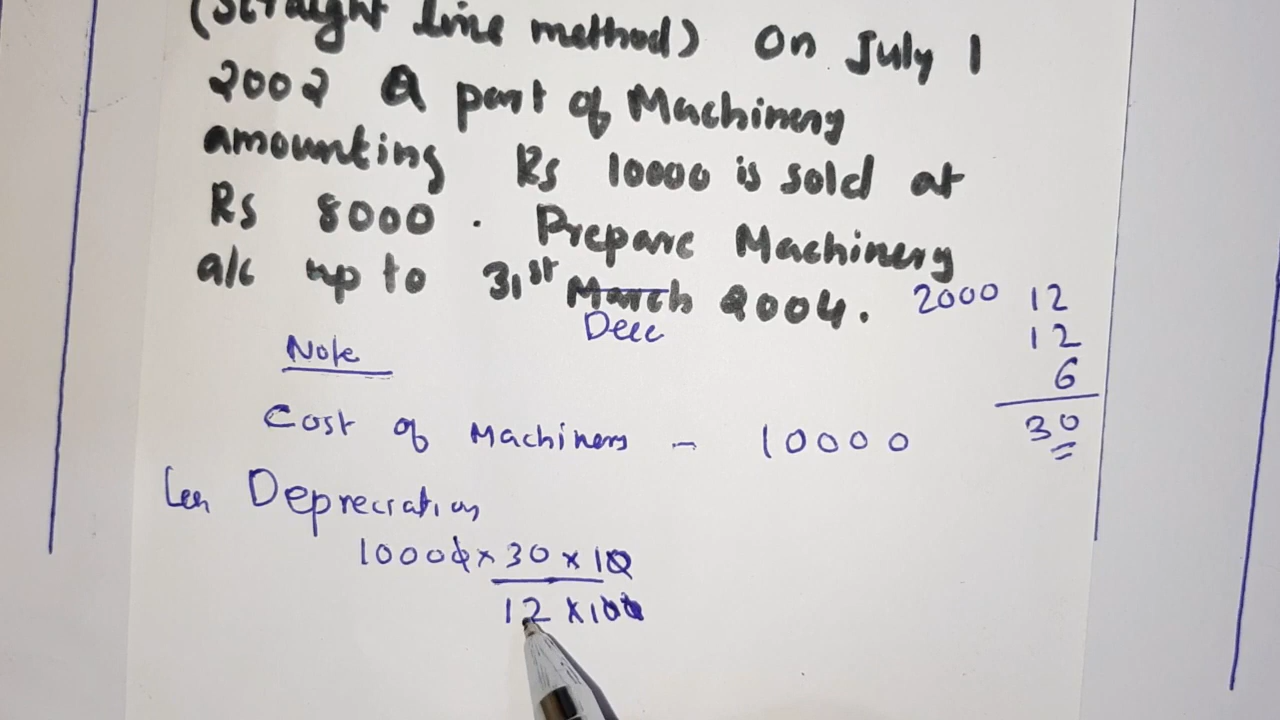 (Straight line method) On July 1
2002 A part of Machinery
amounting Rs 10000 is sold at
Rs 8000. Prepare Machinery
a/c up to 31st March 2004.
Dece
2000 12
12
6
30
Note
Cost of Machinery - 10000
Less Depreciation
10000 x 30 x 10
12 x 100